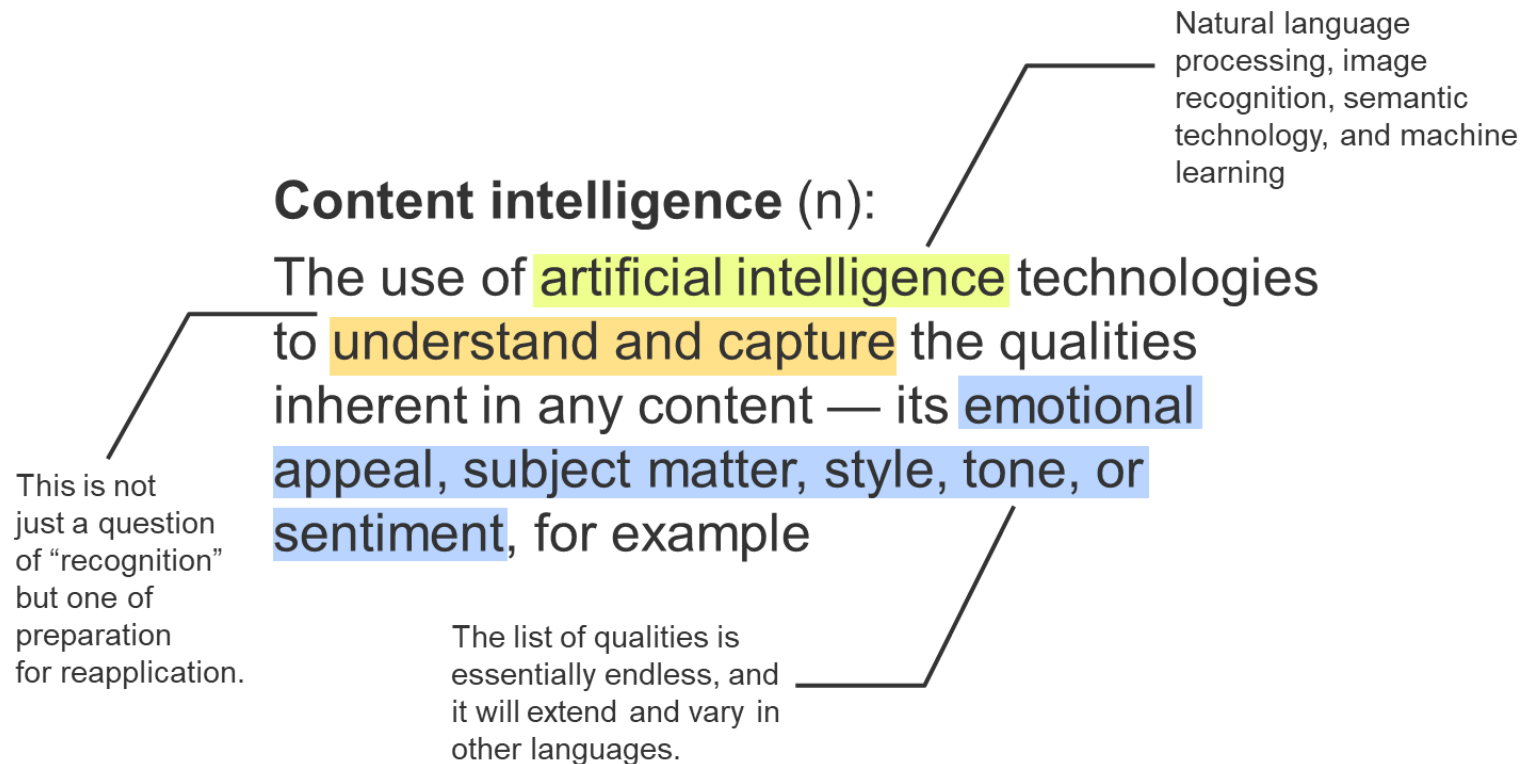 Natural language
processing, image
recognition, semantic
technology, and machine
learning
Content intelligence (n):
The use of artificial intelligence technologies
to understand and capture the qualities
inherent in any content — its emotional
appeal, subject matter, style, tone, or
sentiment, for example
This is not
just a question
of “recognition”
but one of
preparation
for reapplication.
The list of qualities is
essentially endless, and
it will extend and vary in
other languages.